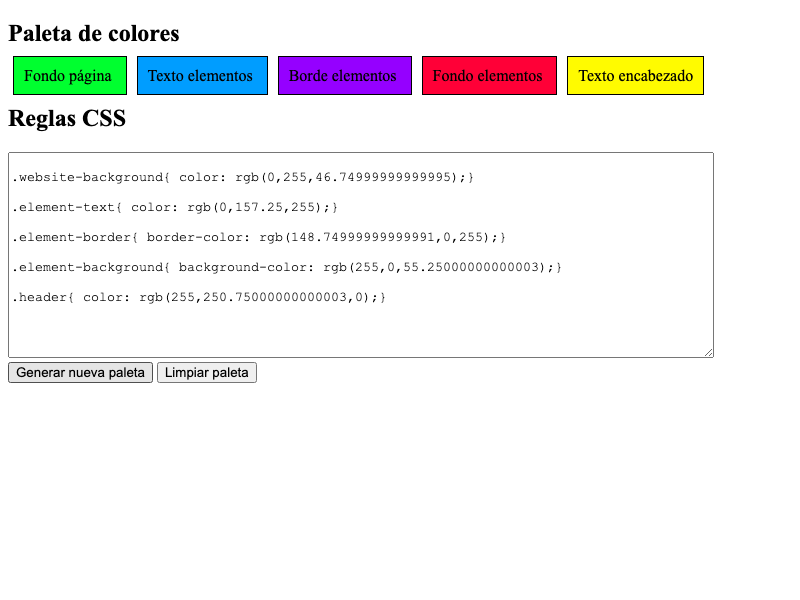 Paleta de colores
Fondo página Texto elementos Borde elementos Fondo elementos Texto encabezado
Reglas CSS
.website-background{ color: rgb(0,255,46.74999999999995);}
.element-text{ color: rgb(0,157.25,255);}
.element-border{ border-color: rgb(148.74999999999991,0,255);}
.element-background{ background-color: rgb(255,0,55.25000000000003);}
.header{ color: rgb(255,250.75000000000003,0);}
Generar nueva paleta Limpiar paleta